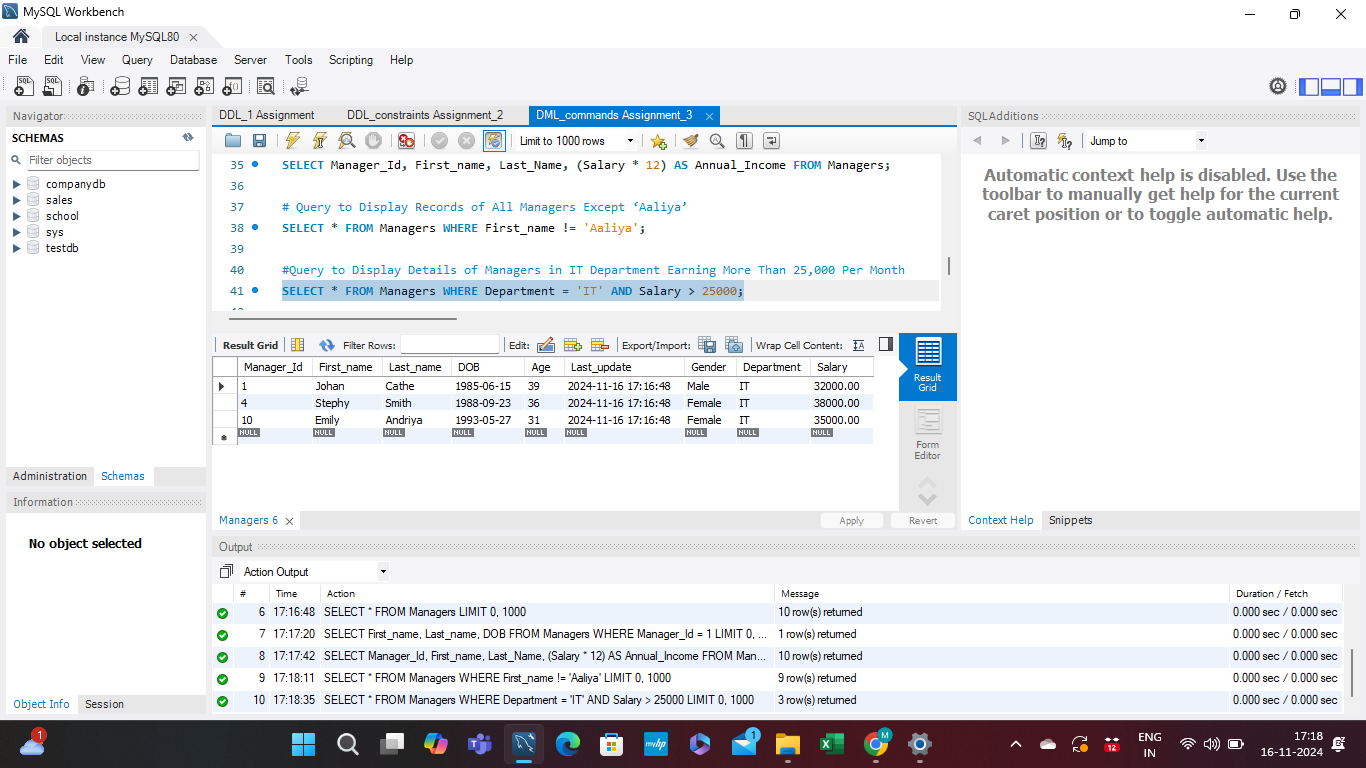 MySQL Workbench
Local instance MySQL80
File Edit View Query Database Server Tools Scripting Help
Navigator
SCHEMAS
Filter objects
companydb
sales
school
sys
testdb
Administration Schemas
Information
No object selected
Object Info Session
DDL_1 Assignment DDL_constraints Assignment_2 DML_commands Assignment_3
Limit to 1000 rows
35 SELECT Manager_Id, First_name, Last_Name, (Salary * 12) AS Annual_Income FROM Managers;
36
37 # Query to Display Records of All Managers Except ‘Aaliya’
38 SELECT * FROM Managers WHERE First_name != 'Aaliya';
39
40 #Query to Display Details of Managers in IT Department Earning More Than 25,000 Per Month
41 SELECT * FROM Managers WHERE Department = 'IT' AND Salary > 25000;
Result Grid Filter Rows: Edit: Export/Import: Wrap Cell Content:
Manager_Id First_name Last_name DOB Age Last_update Gender Department Salary
1 Johan Cathe 1985-06-15 39 2024-11-16 17:16:48 Male IT 32000.00
4 Stephy Smith 1988-09-23 36 2024-11-16 17:16:48 Female IT 38000.00
10 Emily Andriya 1993-05-27 31 2024-11-16 17:16:48 Female IT 35000.00
NULL NULL NULL NULL NULL NULL NULL NULL NULL
Result
Grid
Form
Editor
Managers 6 Apply Revert
SQLAdditions
Jump to
Automatic context help is disabled. Use the
toolbar to manually get help for the current
caret position or to toggle automatic help.
Context Help Snippets
Output
Action Output
# Time Action Message Duration / Fetch
6 17:16:48 SELECT * FROM Managers LIMIT 0, 1000 10 row(s) returned 0.000 sec / 0.000 sec
7 17:17:20 SELECT First_name, Last_name, DOB FROM Managers WHERE Manager_Id = 1 LIMIT 0, ... 1 row(s) returned 0.000 sec / 0.000 sec
8 17:17:42 SELECT Manager_Id, First_name, Last_Name, (Salary * 12) AS Annual_Income FROM Man... 10 row(s) returned 0.000 sec / 0.000 sec
9 17:18:11 SELECT * FROM Managers WHERE First_name != 'Aaliya' LIMIT 0, 1000 9 row(s) returned 0.000 sec / 0.000 sec
10 17:18:35 SELECT * FROM Managers WHERE Department = 'IT' AND Salary > 25000 LIMIT 0, 1000 3 row(s) returned 0.000 sec / 0.000 sec
1
myhp
1
M
12
ENG
IN
17:18
16-11-2024